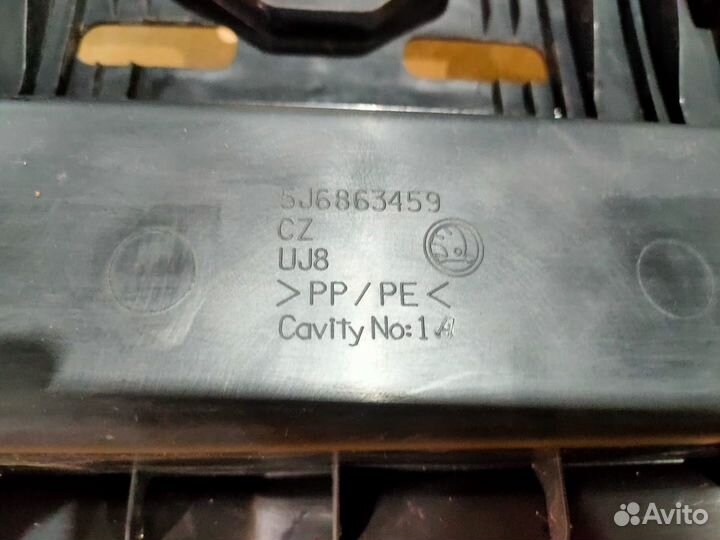 5J6863459
CZ
UJ8
>PP/PE<
Cavity No:1A
Avito